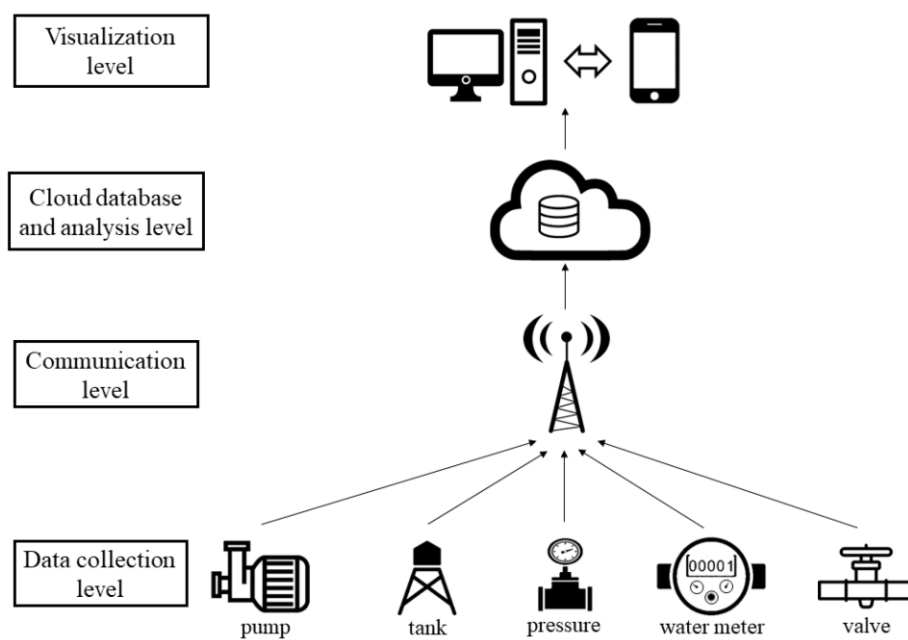 Visualization
level
Cloud database
and analysis level
Communication
level
Data collection
level
00001
pump
tank
pressure
water meter
valve